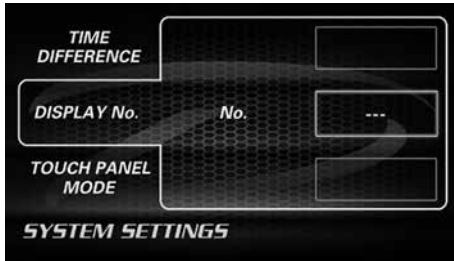 TIME
DIFFERENCE
DISPLAY No. No. ---
TOUCH PANEL
MODE
SYSTEM SETTINGS